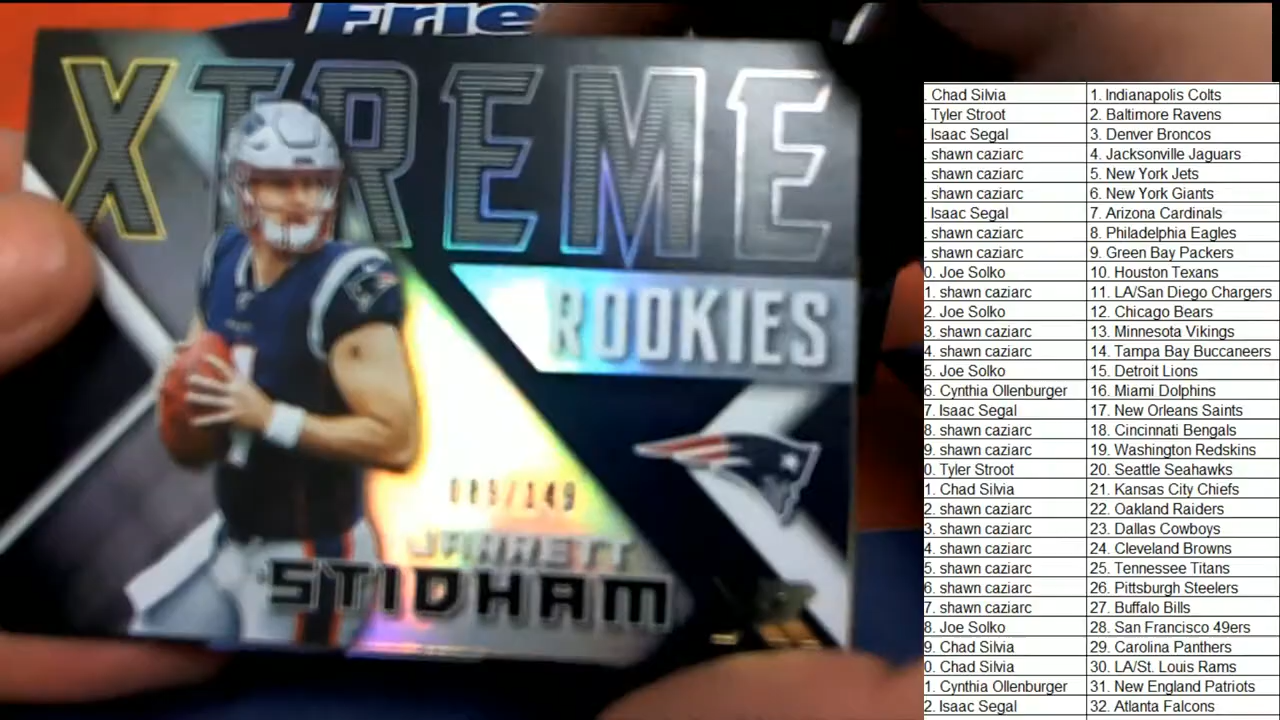 Frie
XTREME
ROOKIES
/149
JARRETT
STIDHAM
. Chad Silvia 1. Indianapolis Colts
. Tyler Stroot 2. Baltimore Ravens
. Isaac Segal 3. Denver Broncos
. shawn caziarc 4. Jacksonville Jaguars
. shawn caziarc 5. New York Jets
. shawn caziarc 6. New York Giants
. Isaac Segal 7. Arizona Cardinals
. shawn caziarc 8. Philadelphia Eagles
. shawn caziarc 9. Green Bay Packers
0. Joe Solko 10. Houston Texans
1. shawn caziarc 11. LA/San Diego Chargers
2. Joe Solko 12. Chicago Bears
3. shawn caziarc 13. Minnesota Vikings
4. shawn caziarc 14. Tampa Bay Buccaneers
5. Joe Solko 15. Detroit Lions
6. Cynthia Ollenburger 16. Miami Dolphins
7. Isaac Segal 17. New Orleans Saints
8. shawn caziarc 18. Cincinnati Bengals
9. shawn caziarc 19. Washington Redskins
0. Tyler Stroot 20. Seattle Seahawks
1. Chad Silvia 21. Kansas City Chiefs
2. shawn caziarc 22. Oakland Raiders
3. shawn caziarc 23. Dallas Cowboys
4. shawn caziarc 24. Cleveland Browns
5. shawn caziarc 25. Tennessee Titans
6. shawn caziarc 26. Pittsburgh Steelers
7. shawn caziarc 27. Buffalo Bills
8. Joe Solko 28. San Francisco 49ers
9. Chad Silvia 29. Carolina Panthers
0. Chad Silvia 30. LA/St. Louis Rams
1. Cynthia Ollenburger 31. New England Patriots
2. Isaac Segal 32. Atlanta Falcons